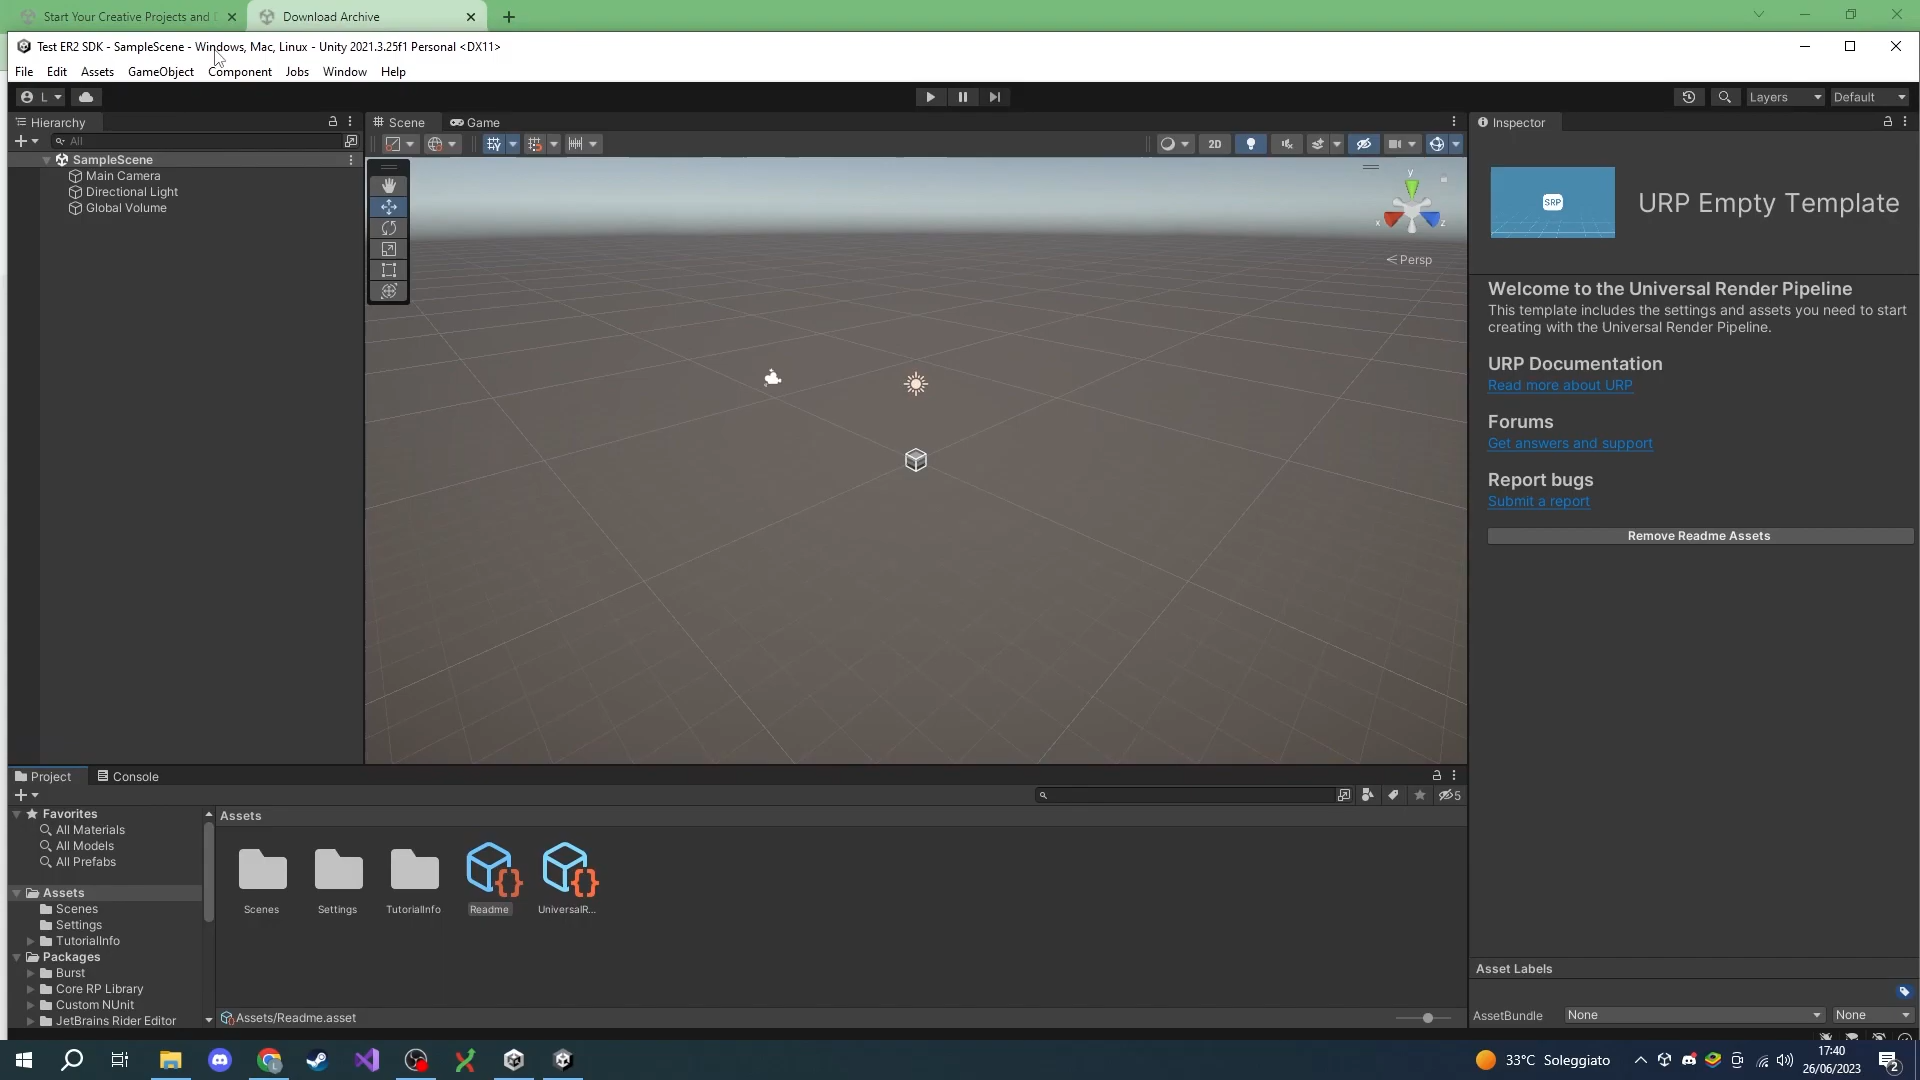 Start Your Creative Projects and
Download Archive
Test ER2 SDK - SampleScene - Windows, Mac, Linux - Unity 2021.3.25f1 Personal <DX11>
File Edit Assets GameObject Component Jobs Window Help
L
Layers
Default
Hierarchy
Scene
Game
Inspector
All
2D
SampleScene
Main Camera
Directional Light
Global Volume
y
x
z
Persp
SRP
URP Empty Template
Welcome to the Universal Render Pipeline
This template includes the settings and assets you need to start
creating with the Universal Render Pipeline.
URP Documentation
Read more about URP
Forums
Get answers and support
Report bugs
Submit a report
Remove Readme Assets
Project
Console
5
Favorites
All Materials
All Models
All Prefabs
Assets
Scenes
Settings
TutorialInfo
Packages
Burst
Core RP Library
Custom NUnit
JetBrains Rider Editor
Assets
Scenes
Settings
TutorialInfo
Readme
UniversalR...
Assets/Readme.asset
Asset Labels
AssetBundle
None
None
33°C Soleggiato
17:40
26/06/2023
2